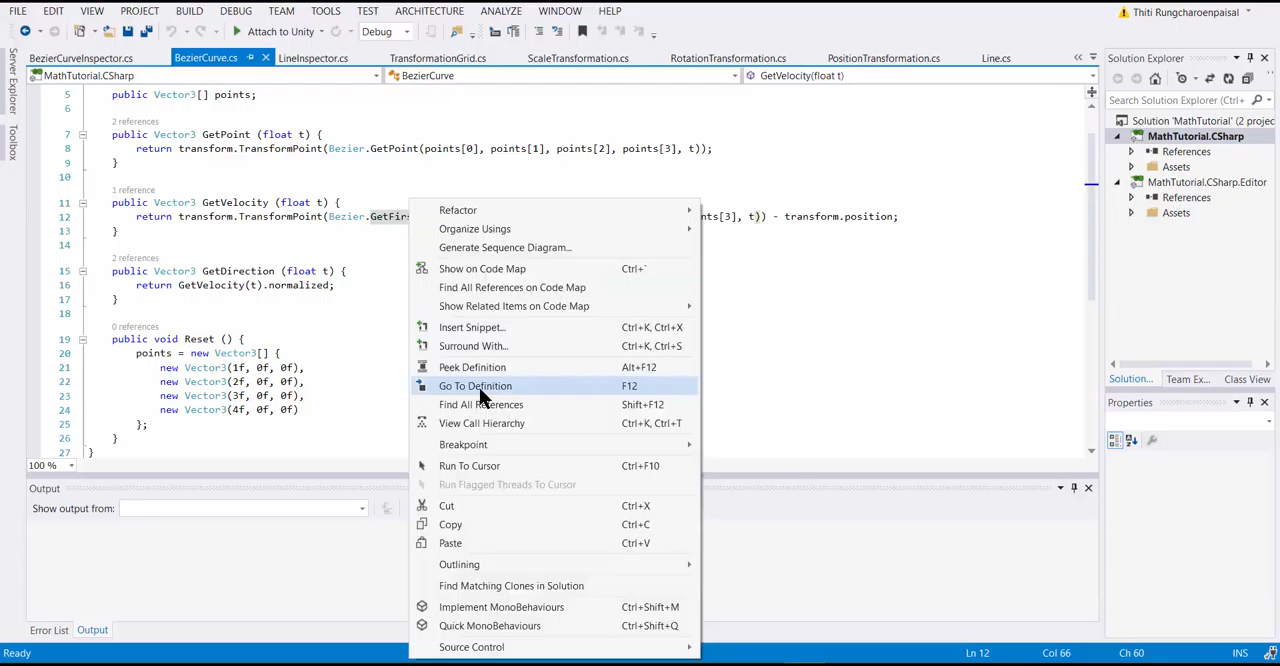 FILE EDIT VIEW PROJECT BUILD DEBUG TEAM TOOLS TEST ARCHITECTURE ANALYZE WINDOW HELP
Thiti Rungcharoenpaisal
Attach to Unity Debug
BezierCurveInspector.cs BezierCurve.cs LineInspector.cs TransformationGrid.cs ScaleTransformation.cs RotationTransformation.cs PositionTransformation.cs Line.cs
MathTutorial.CSharp BezierCurve GetVelocity(float t)
Server Explorer
Toolbox
5 public Vector3[] points;
6
2 references
7 public Vector3 GetPoint (float t) {
8 return transform.TransformPoint(Bezier.GetPoint(points[0], points[1], points[2], points[3], t));
9 }
10
1 reference
11 public Vector3 GetVelocity (float t) {
12 return transform.TransformPoint(Bezier.GetFirs nts[3], t)) - transform.position;
13 }
14
2 references
15 public Vector3 GetDirection (float t) {
16 return GetVelocity(t).normalized;
17 }
18
0 references
19 public void Reset () {
20 points = new Vector3[] {
21 new Vector3(1f, 0f, 0f),
22 new Vector3(2f, 0f, 0f),
23 new Vector3(3f, 0f, 0f),
24 new Vector3(4f, 0f, 0f)
25 };
26 }
27 }
100 %
Refactor
Organize Usings
Generate Sequence Diagram...
Show on Code Map Ctrl+`
Find All References on Code Map
Show Related Items on Code Map
Insert Snippet... Ctrl+K, Ctrl+X
Surround With... Ctrl+K, Ctrl+S
Peek Definition Alt+F12
Go To Definition F12
Find All References Shift+F12
View Call Hierarchy Ctrl+K, Ctrl+T
Breakpoint
Run To Cursor Ctrl+F10
Run Flagged Threads To Cursor
Cut Ctrl+X
Copy Ctrl+C
Paste Ctrl+V
Outlining
Find Matching Clones in Solution
Implement MonoBehaviours Ctrl+Shift+M
Quick MonoBehaviours Ctrl+Shift+Q
Source Control
Solution Explorer
Search Solution Explorer (Ctrl+
Solution 'MathTutorial' (2 projec
MathTutorial.CSharp
References
Assets
MathTutorial.CSharp.Editor
References
Assets
Solution... Team Ex... Class View
Properties
Output
Show output from:
Error List Output
Ready Ln 12 Col 66 Ch 60 INS